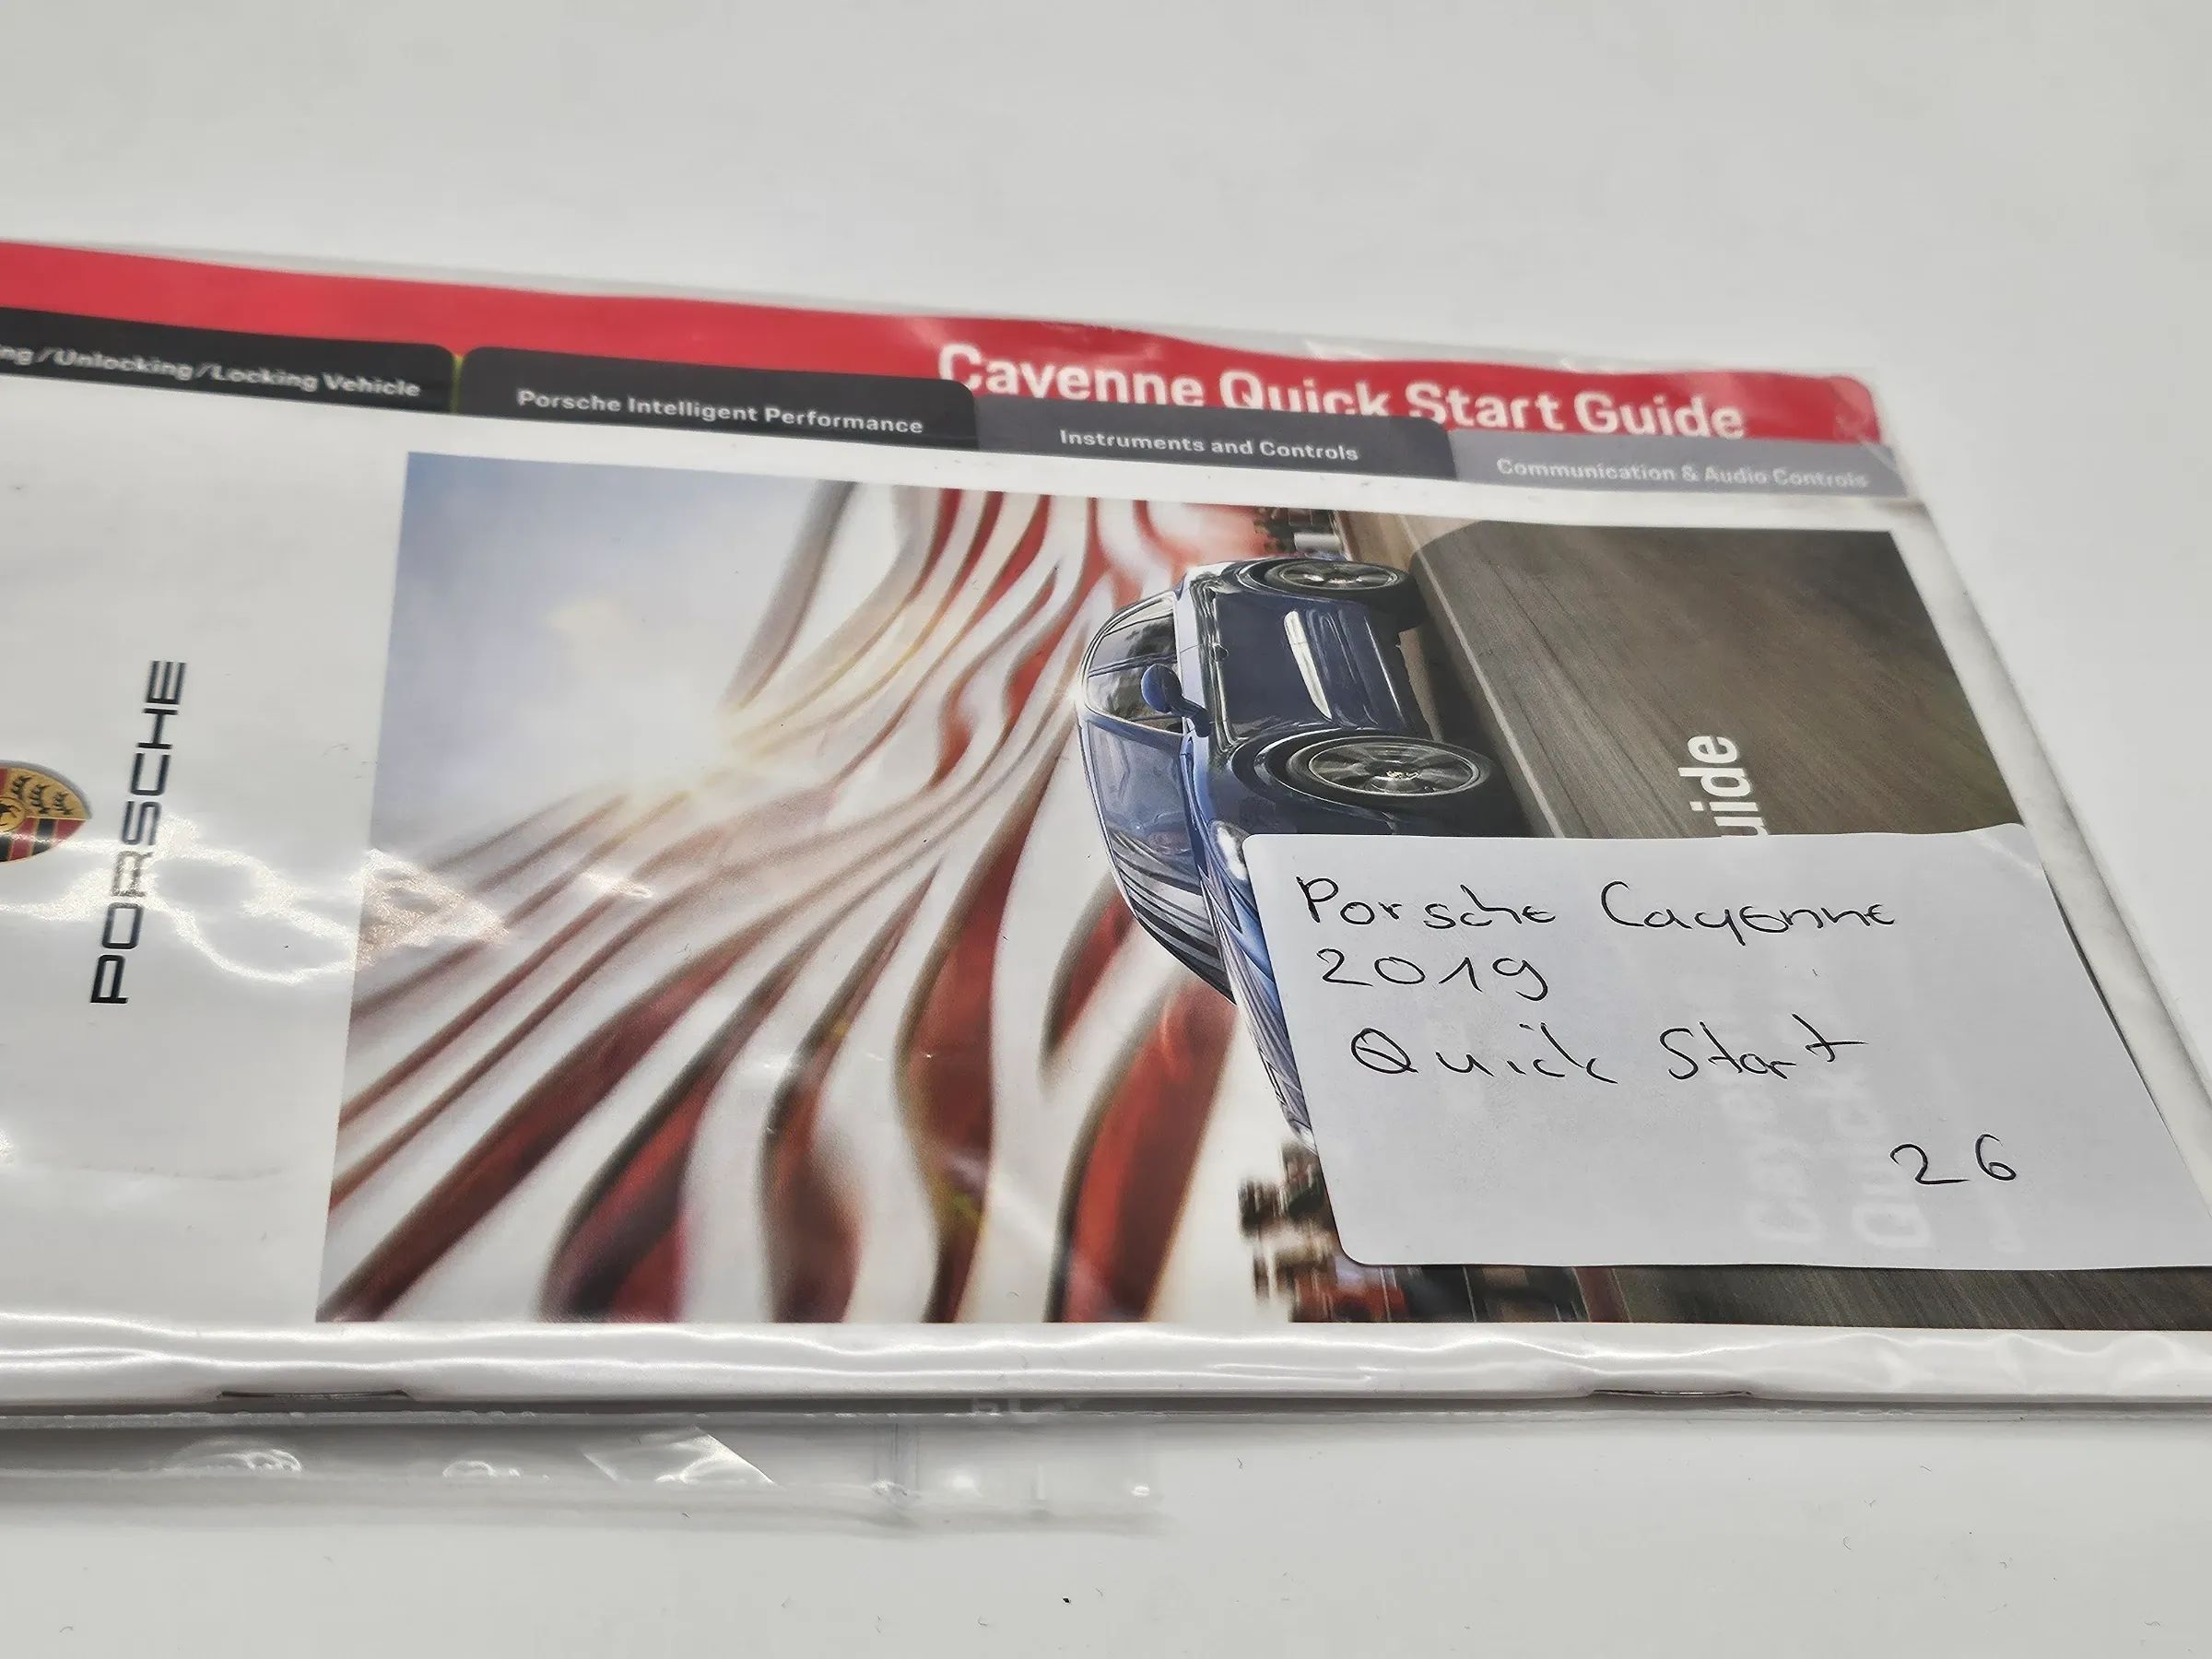 Cayenne Quick Start Guide
ng/Unlocking/Locking Vehicle
Porsche Intelligent Performance
Instruments and Controls
Communication & Audio Controls
PORSCHE
uide
Porsche Cayenne
2019
Quick Start
26